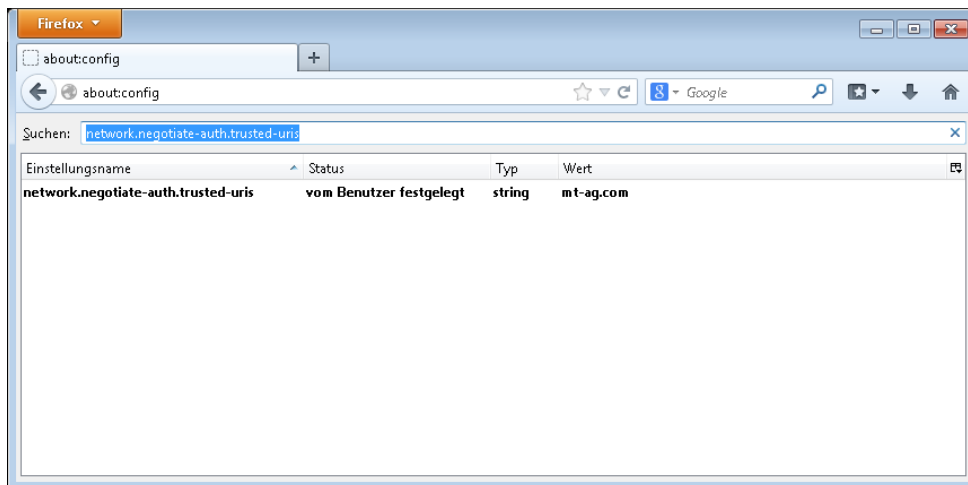 Firefox
about:config
about:config
Google
Suchen: network.negotiate-auth.trusted-uris
Einstellungsname Status Typ Wert
network.negotiate-auth.trusted-uris vom Benutzer festgelegt string mt-ag.com